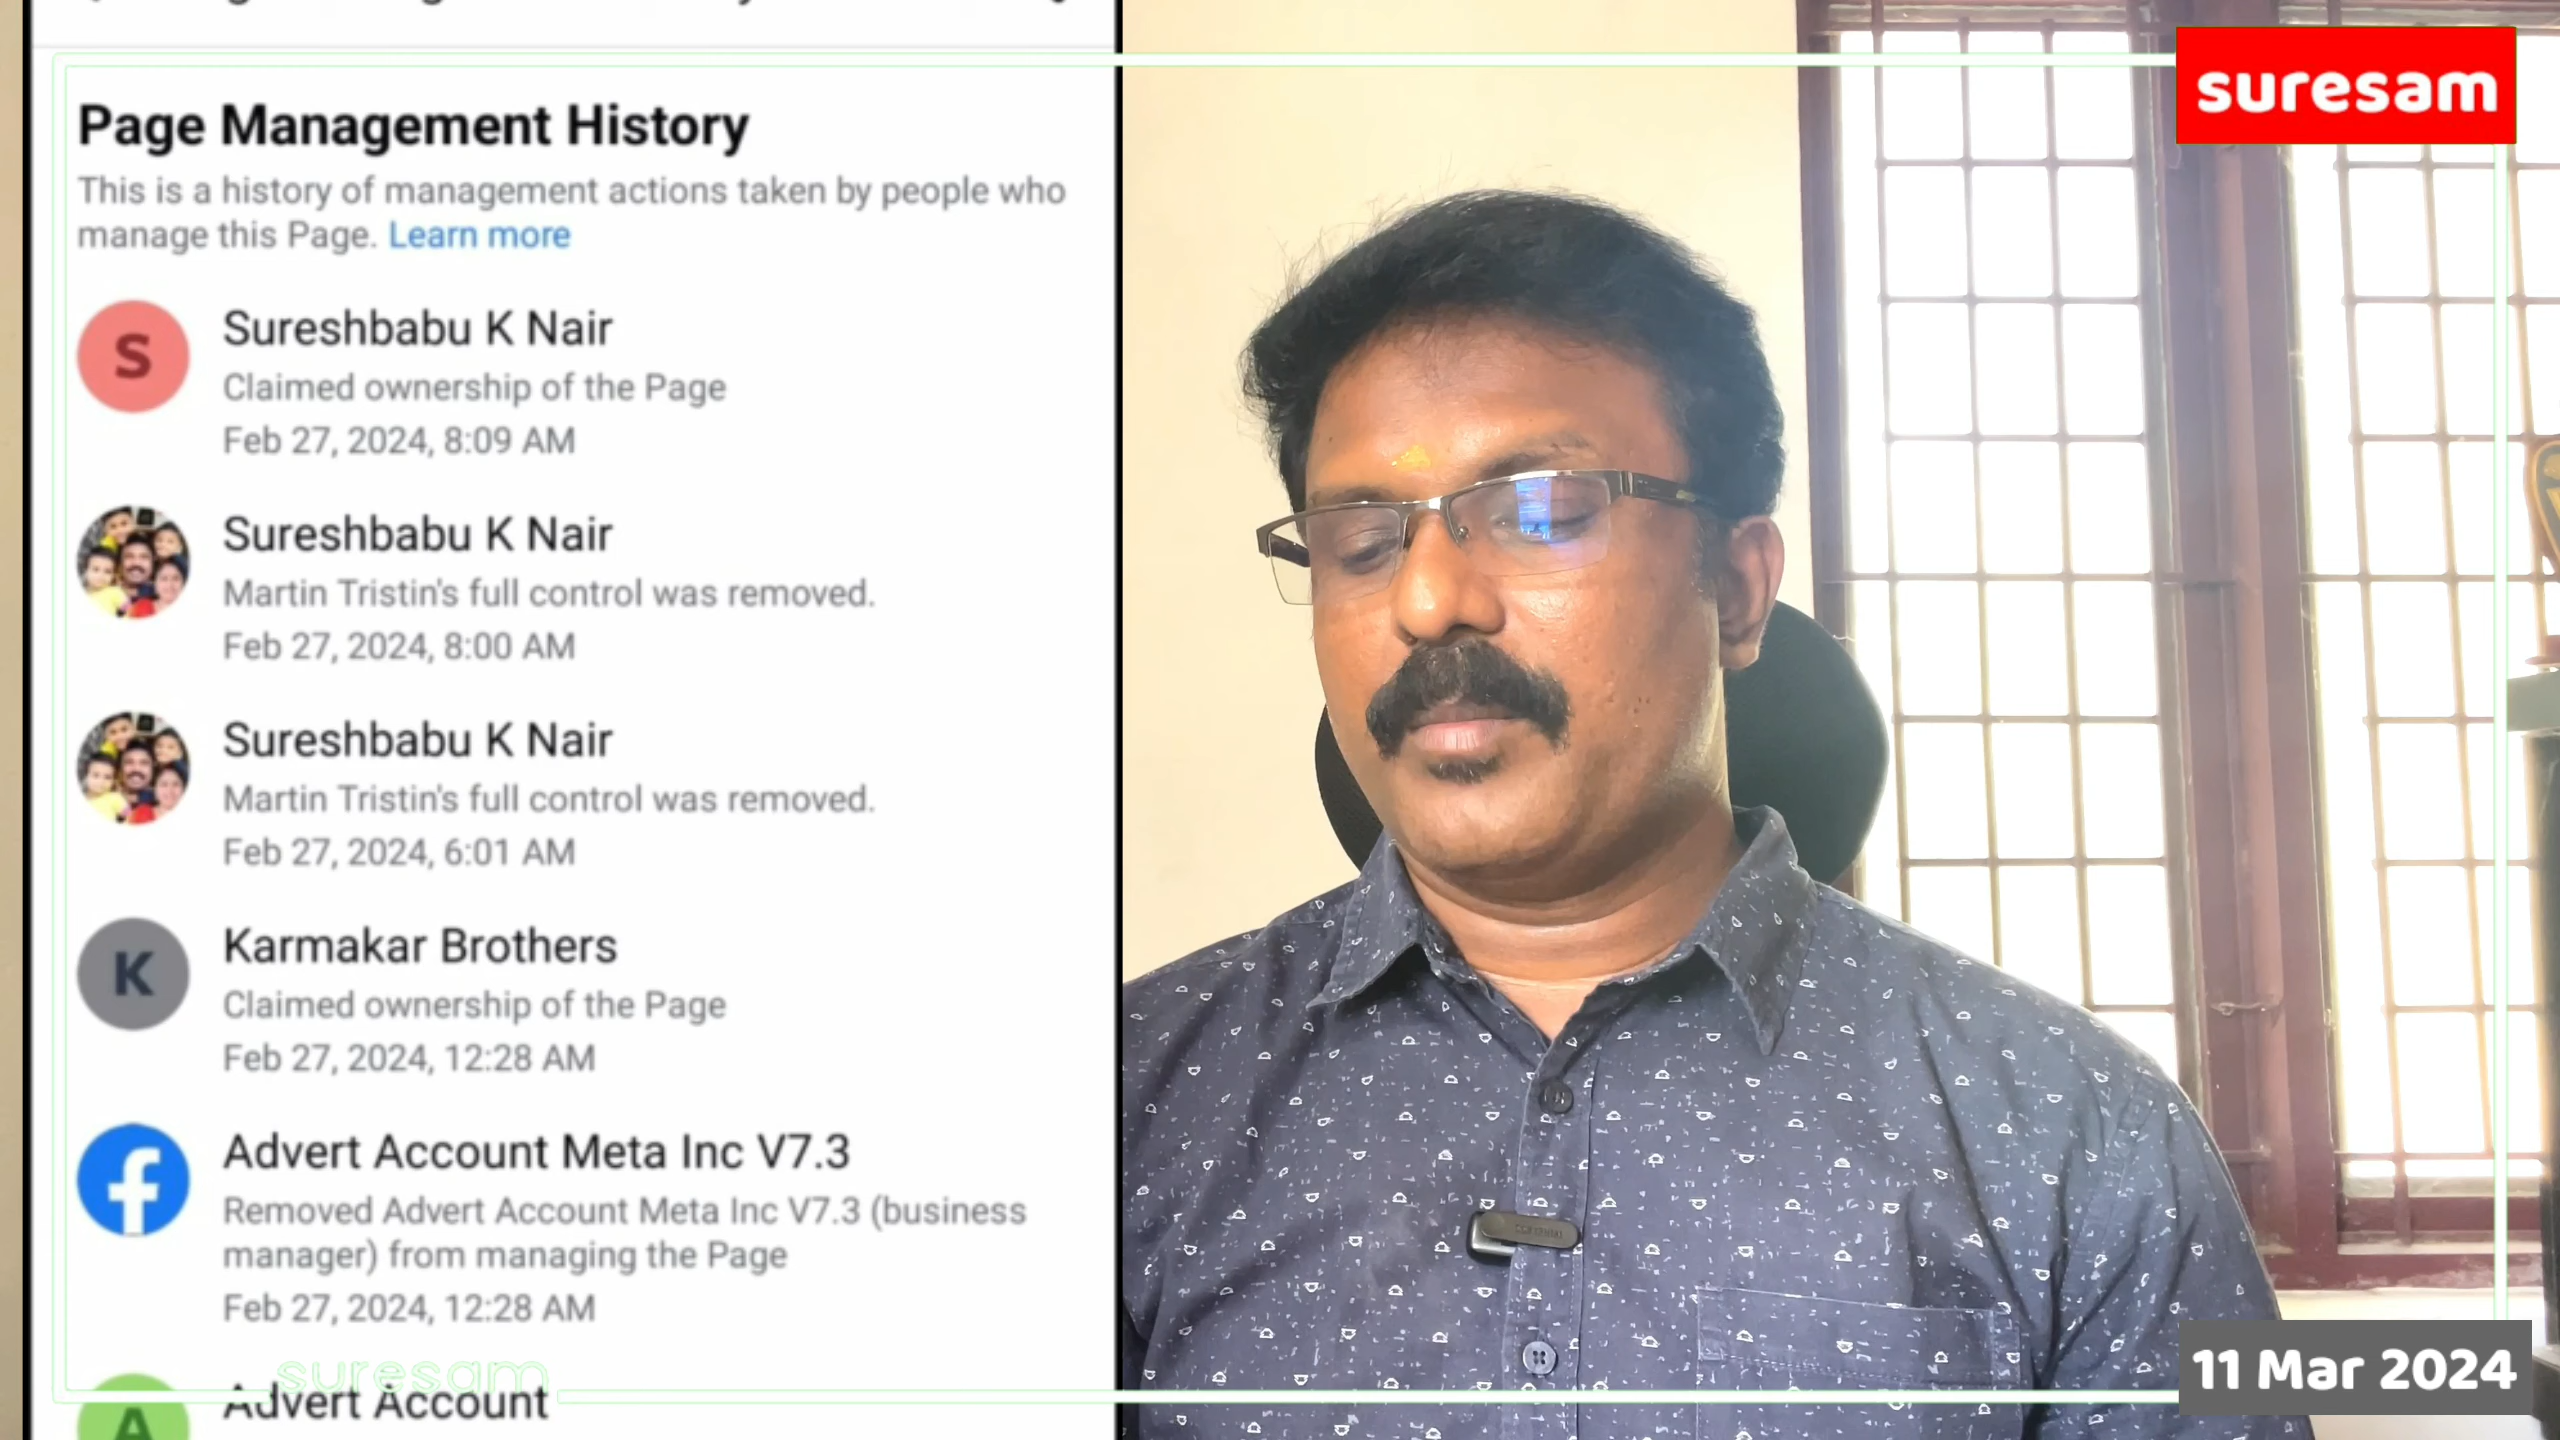 Page Management History
This is a history of management actions taken by people who
manage this Page. Learn more
S
Sureshbabu K Nair
Claimed ownership of the Page
Feb 27, 2024, 8:09 AM
Sureshbabu K Nair
Martin Tristin's full control was removed.
Feb 27, 2024, 8:00 AM
Sureshbabu K Nair
Martin Tristin's full control was removed.
Feb 27, 2024, 6:01 AM
K
Karmakar Brothers
Claimed ownership of the Page
Feb 27, 2024, 12:28 AM
f
Advert Account Meta Inc V7.3
Removed Advert Account Meta Inc V7.3 (business
manager) from managing the Page
Feb 27, 2024, 12:28 AM
suresam
A
Advert Account
suresam
11 Mar 2024